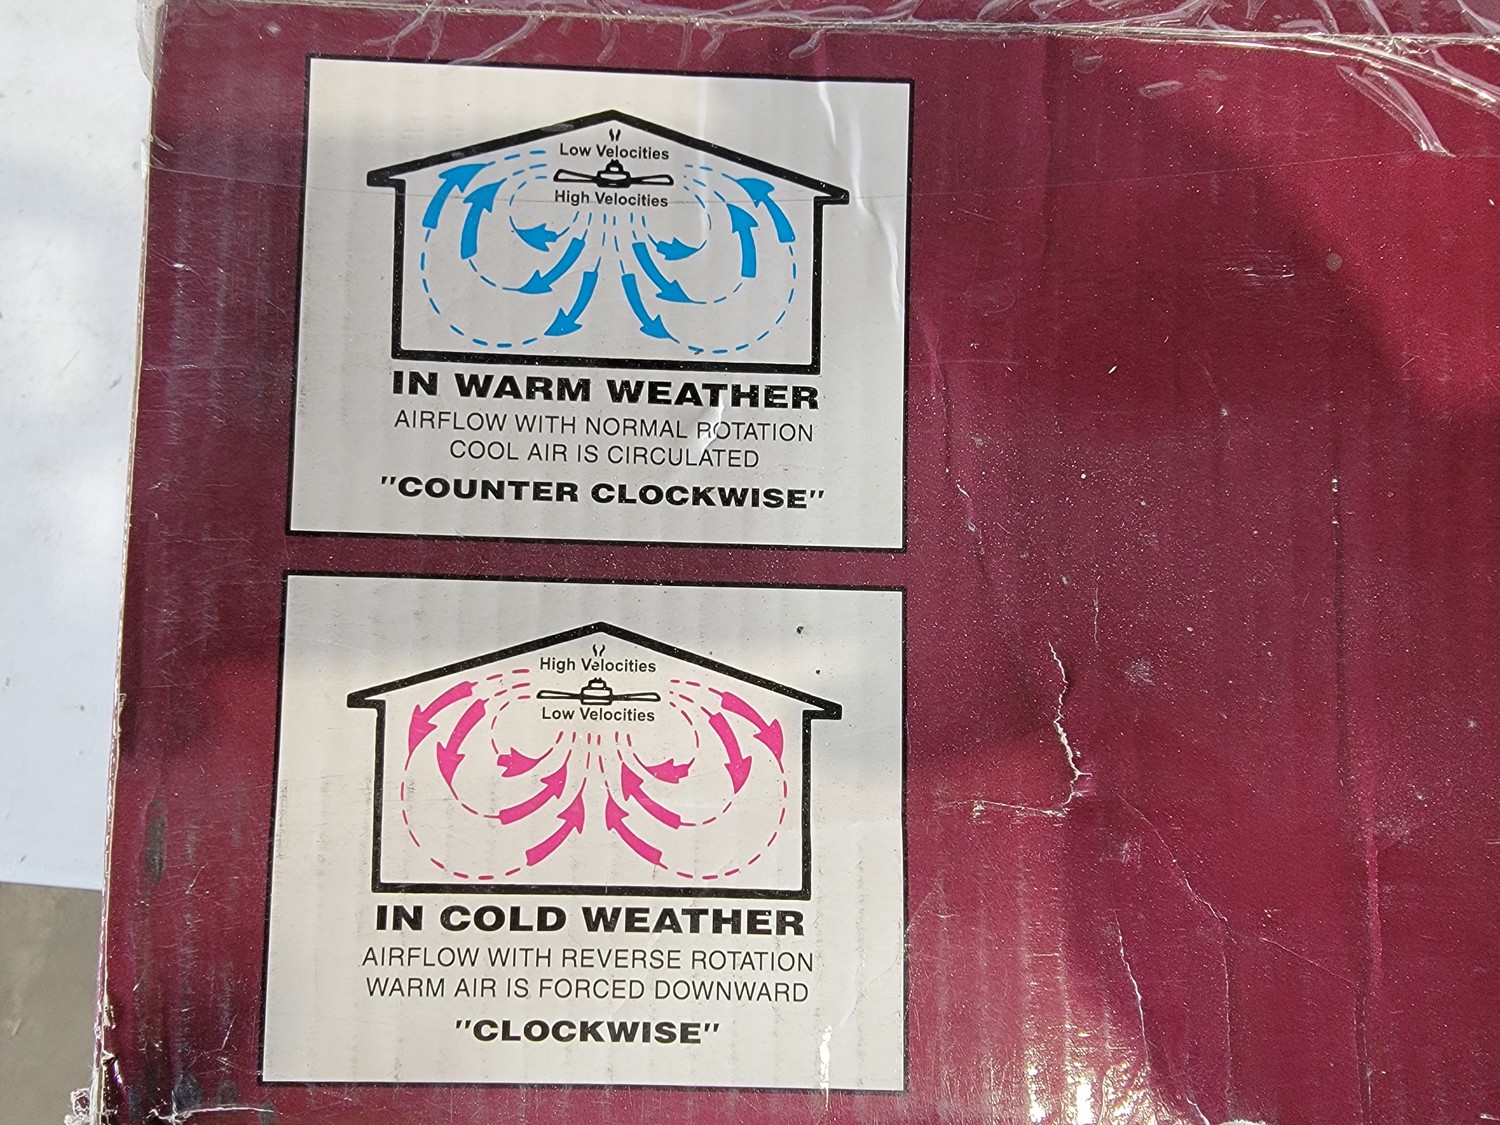 Low Velocities
High Velocities
IN WARM WEATHER
AIRFLOW WITH NORMAL ROTATION
COOL AIR IS CIRCULATED
"COUNTER CLOCKWISE"
High Velocities
Low Velocities
IN COLD WEATHER
AIRFLOW WITH REVERSE ROTATION
WARM AIR IS FORCED DOWNWARD
"CLOCKWISE"